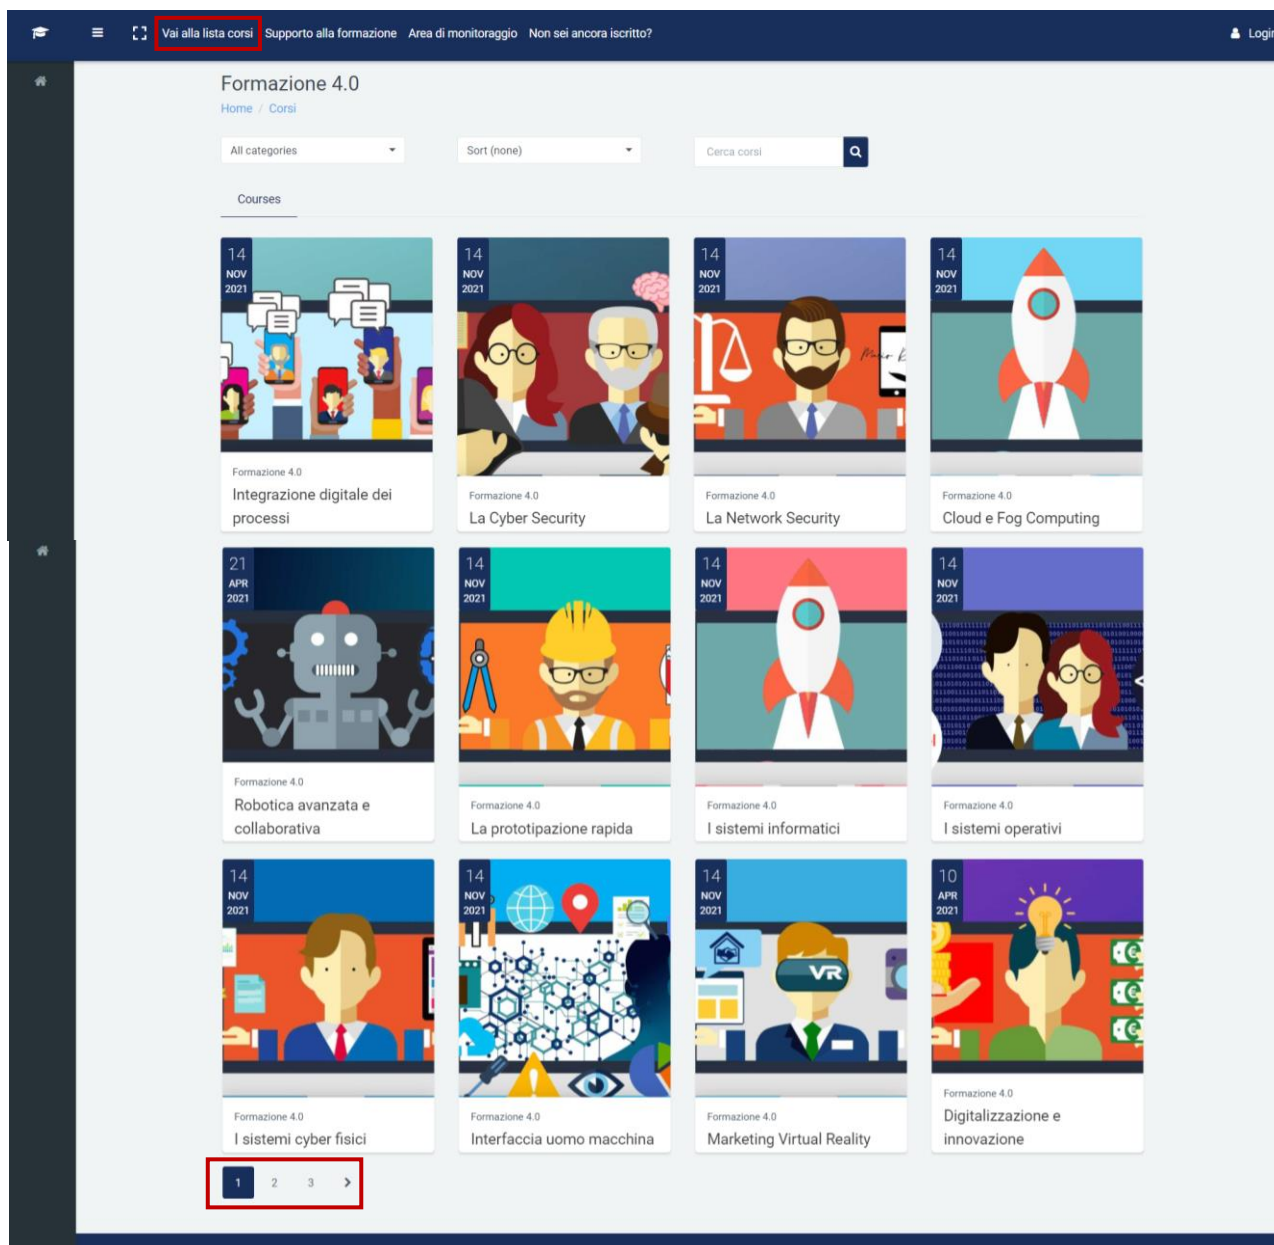 Vai alla lista corsi Supporto alla formazione Area di monitoraggio Non sei ancora iscritto? Login
Formazione 4.0
Home / Corsi
All categories Sort (none) Cerca corsi
Courses
14 NOV 2021
14 NOV 2021
14 NOV 2021
14 NOV 2021
Formazione 4.0
Integrazione digitale dei
processi
Formazione 4.0
La Cyber Security
Formazione 4.0
La Network Security
Formazione 4.0
Cloud e Fog Computing
21 APR 2021
14 NOV 2021
14 NOV 2021
14 NOV 2021
Formazione 4.0
Robotica avanzata e
collaborativa
Formazione 4.0
La prototipazione rapida
Formazione 4.0
I sistemi informatici
Formazione 4.0
I sistemi operativi
14 NOV 2021
14 NOV 2021
14 NOV 2021
10 APR 2021
VR
Formazione 4.0
I sistemi cyber fisici
Formazione 4.0
Interfaccia uomo macchina
Formazione 4.0
Marketing Virtual Reality
Formazione 4.0
Digitalizzazione e
innovazione
1 2 3